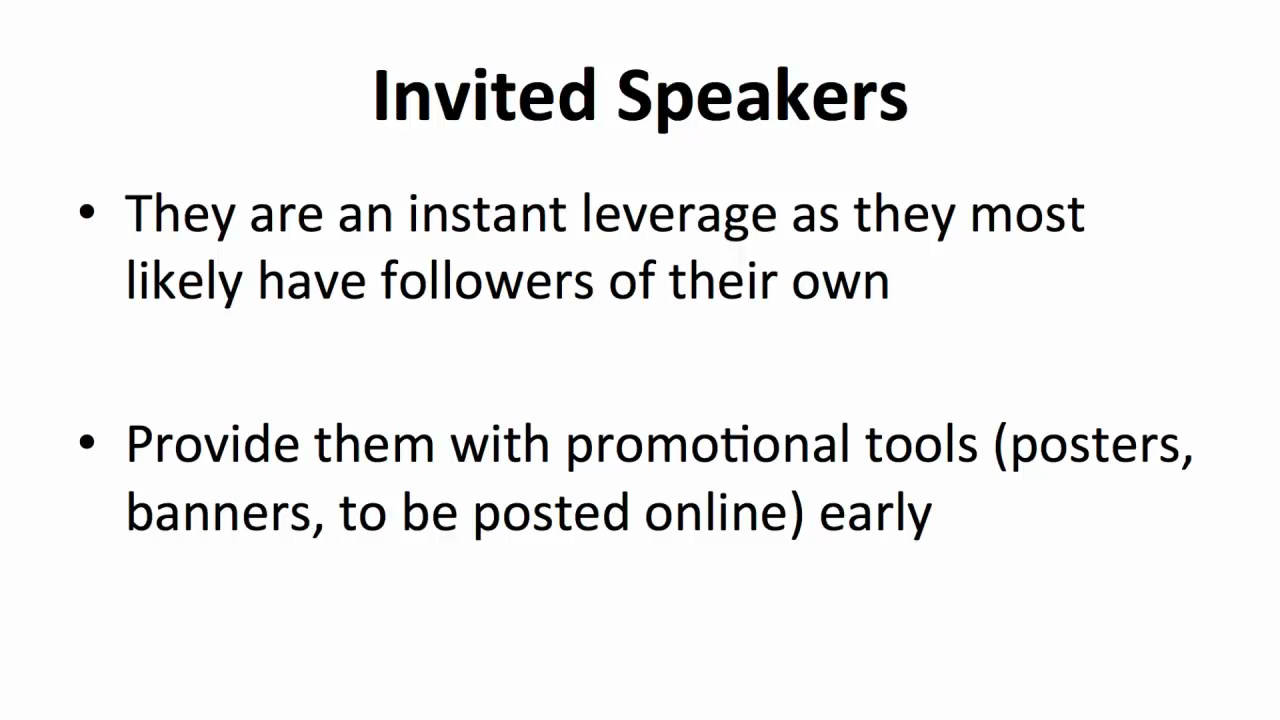 Invited Speakers
• They are an instant leverage as they most
likely have followers of their own
• Provide them with promotional tools (posters,
banners, to be posted online) early